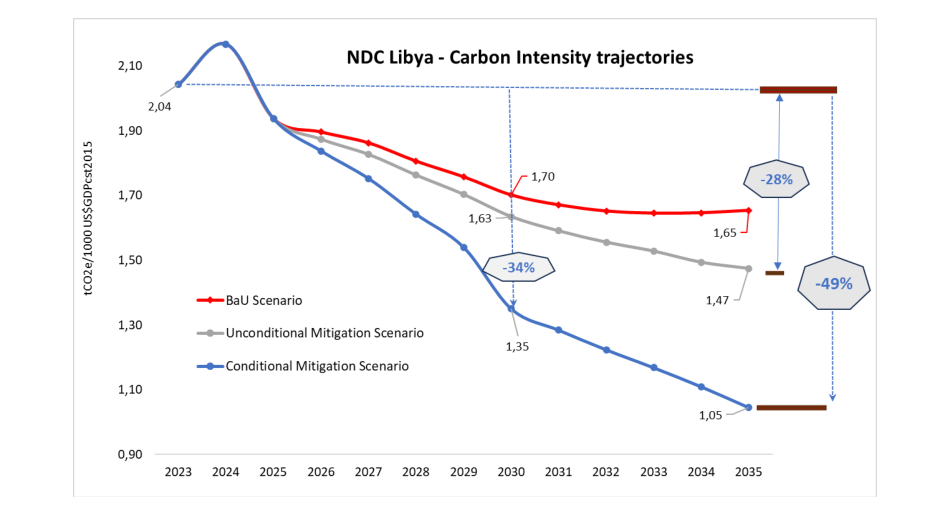 NDC Libya - Carbon Intensity trajectories
tCO2e/1000 US$GDPcst2015
2,10
1,90
1,70
1,50
1,30
1,10
0,90
2,04
1,70
1,63
1,35
1,65
1,47
1,05
-28%
-34%
-49%
BaU Scenario
Unconditional Mitigation Scenario
Conditional Mitigation Scenario
2023 2024 2025 2026 2027 2028 2029 2030 2031 2032 2033 2034 2035